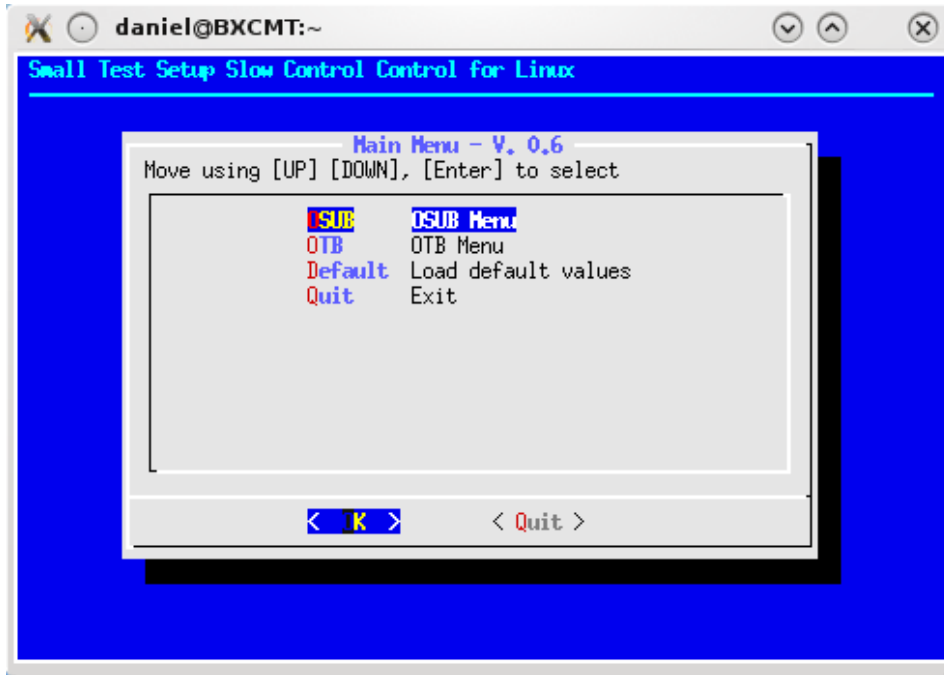 daniel@BXCMT:~
Small Test Setup Slow Control Control for Linux
Main Menu - V. 0.6
Move using [UP] [DOWN], [Enter] to select
OSUB OSUB Menu
OTB OTB Menu
Default Load default values
Quit Exit
< OK > < Quit >